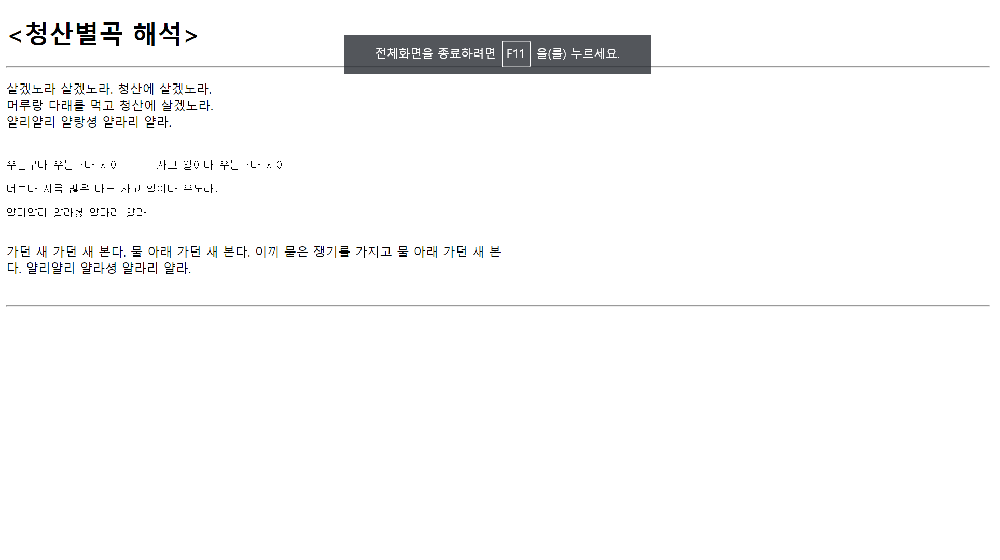 <청산별곡 해석>
전체화면을 종료하려면 F11 을(를) 누르세요.
살겠노라 살겠노라. 청산에 살겠노라.
머루랑 다래를 먹고 청산에 살겠노라.
얄리얄리 얄랑셩 얄라리 얄라.
우는구나 우는구나 새야. 자고 일어나 우는구나 새야.
너보다 시름 많은 나도 자고 일어나 우노라.
얄리얄리 얄라셩 얄라리 얄라.
가던 새 가던 새 본다. 물 아래 가던 새 본다. 이끼 묻은 쟁기를 가지고 물 아래 가던 새 본
다. 얄리얄리 얄라셩 얄라리 얄라.